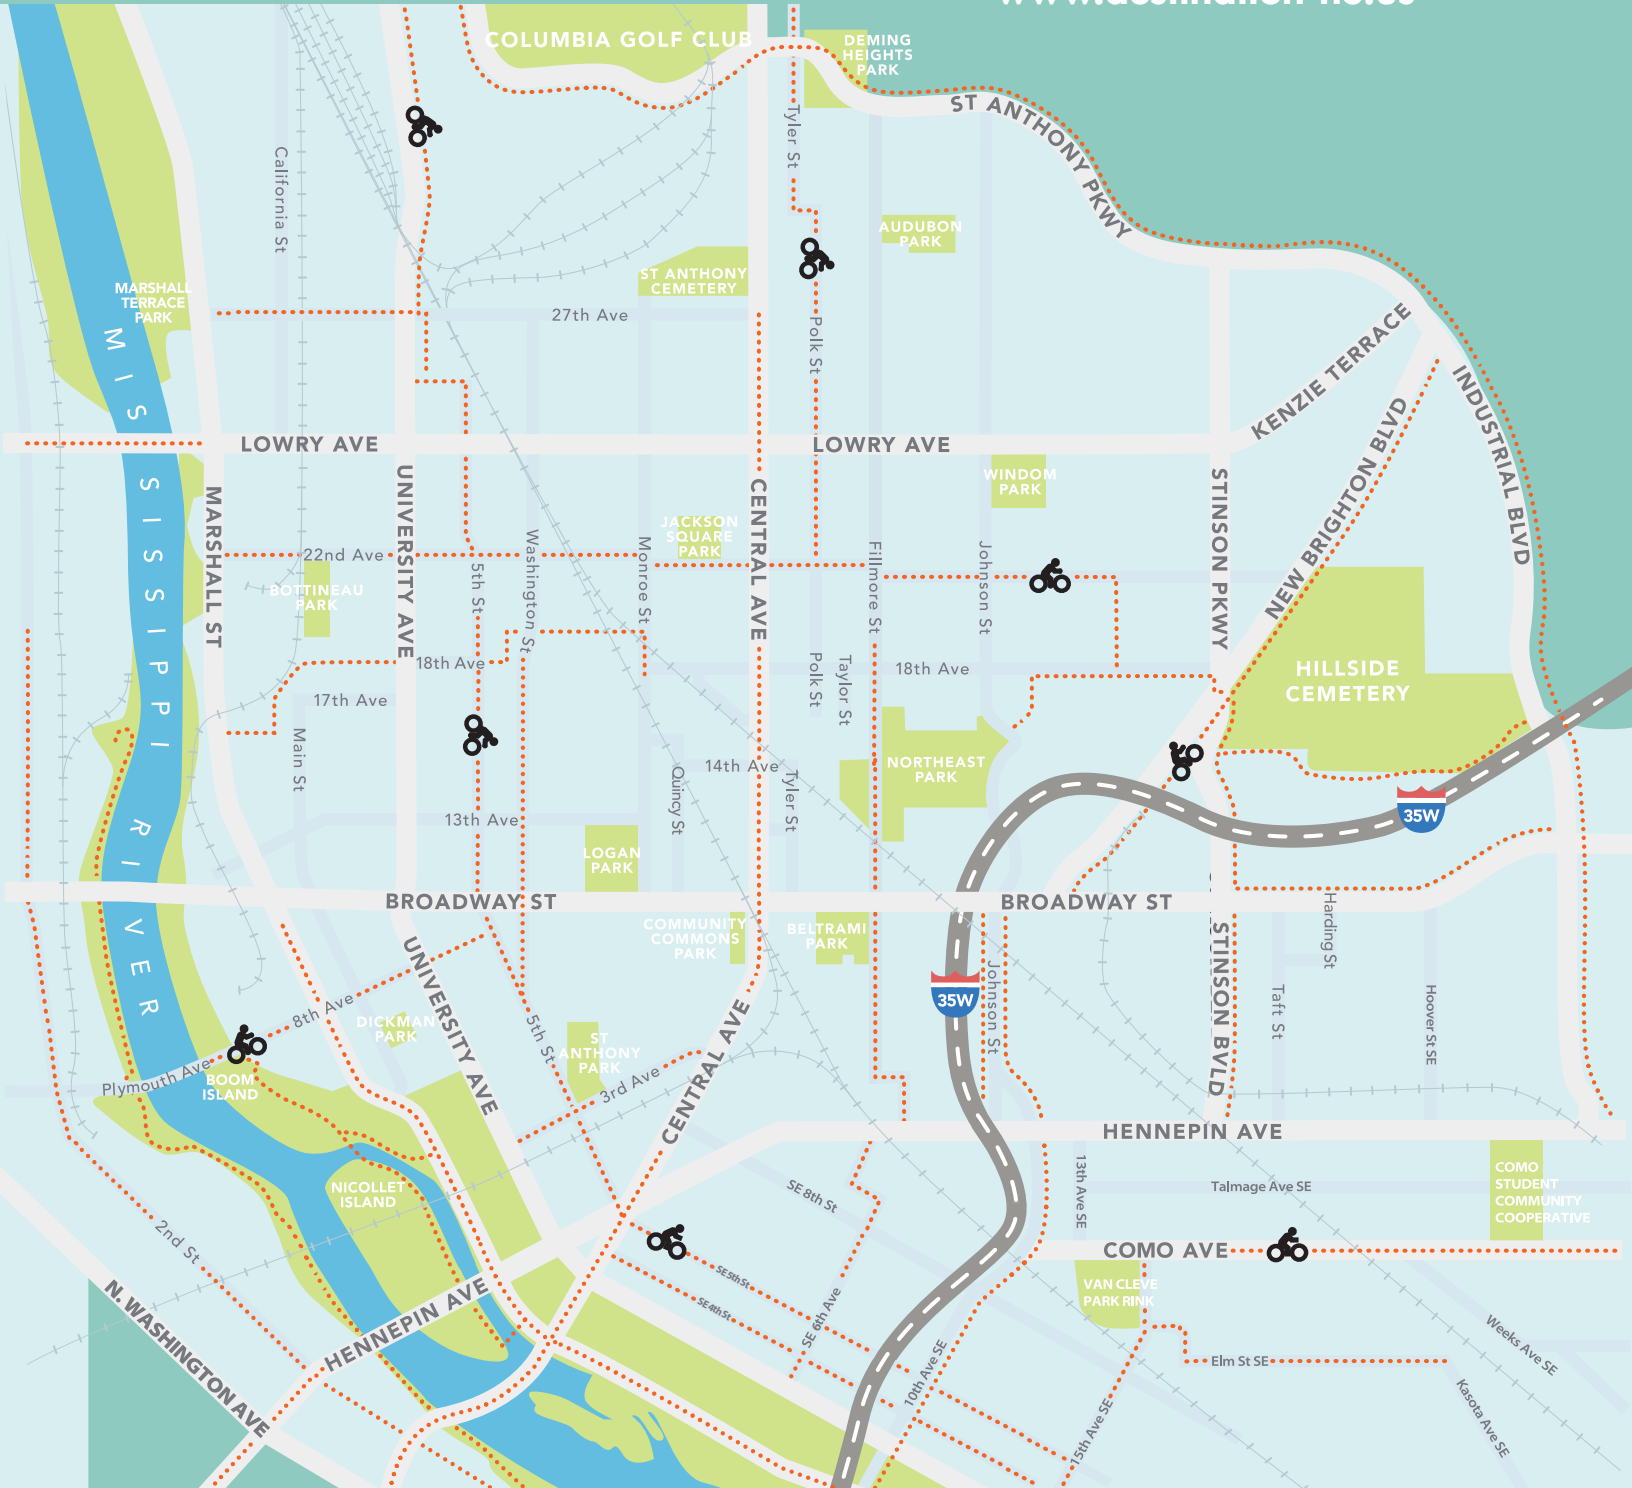 COLUMBIA GOLF CLUB
DEMING
HEIGHTS
PARK
ST ANTHONY PKWY
Tyler St
California St
AUDUBON
PARK
ST ANTHONY
CEMETERY
MARSHALL
TERRACE
PARK
27th Ave
Polk St
KENZIE TERRACE
INDUSTRIAL BLVD
NEW BRIGHTON BLVD
MISSISSIPPI RIVER
LOWRY AVE
LOWRY AVE
WINDOM
PARK
MARSHALL ST
UNIVERSITY AVE
CENTRAL AVE
STINSON PKWY
JACKSON
SQUARE
PARK
22nd Ave
Washington St
Monroe St
Fillmore St
Johnson St
5th St
BOTTINEAU
PARK
18th Ave
Polk St
Taylor St
18th Ave
HILLSIDE
CEMETERY
17th Ave
Main St
14th Ave
Quincy St
Tyler St
NORTHEAST
PARK
13th Ave
35W
LOGAN
PARK
BROADWAY ST
BROADWAY ST
COMMUNITY
COMMONS
PARK
BELTRAMI
PARK
Harding St
STINSON BVLD
UNIVERSITY AVE
Johnson St
35W
8th Ave
DICKMAN
PARK
5th St
Taft St
Hoover St SE
ST
ANTHONY
PARK
CENTRAL AVE
Plymouth Ave
BOOM
ISLAND
3rd Ave
HENNEPIN AVE
NICOLLET
ISLAND
SE 8th St
13th Ave SE
Talmage Ave SE
COMO
STUDENT
COMMUNITY
COOPERATIVE
2nd St
COMO AVE
SE 5th St
SE 4th St
SE 6th Ave
VAN CLEVE
PARK RINK
N. WASHINGTON AVE
HENNEPIN AVE
10th Ave SE
Elm St SE
Weeks Ave SE
15th Ave SE
Kasota Ave SE